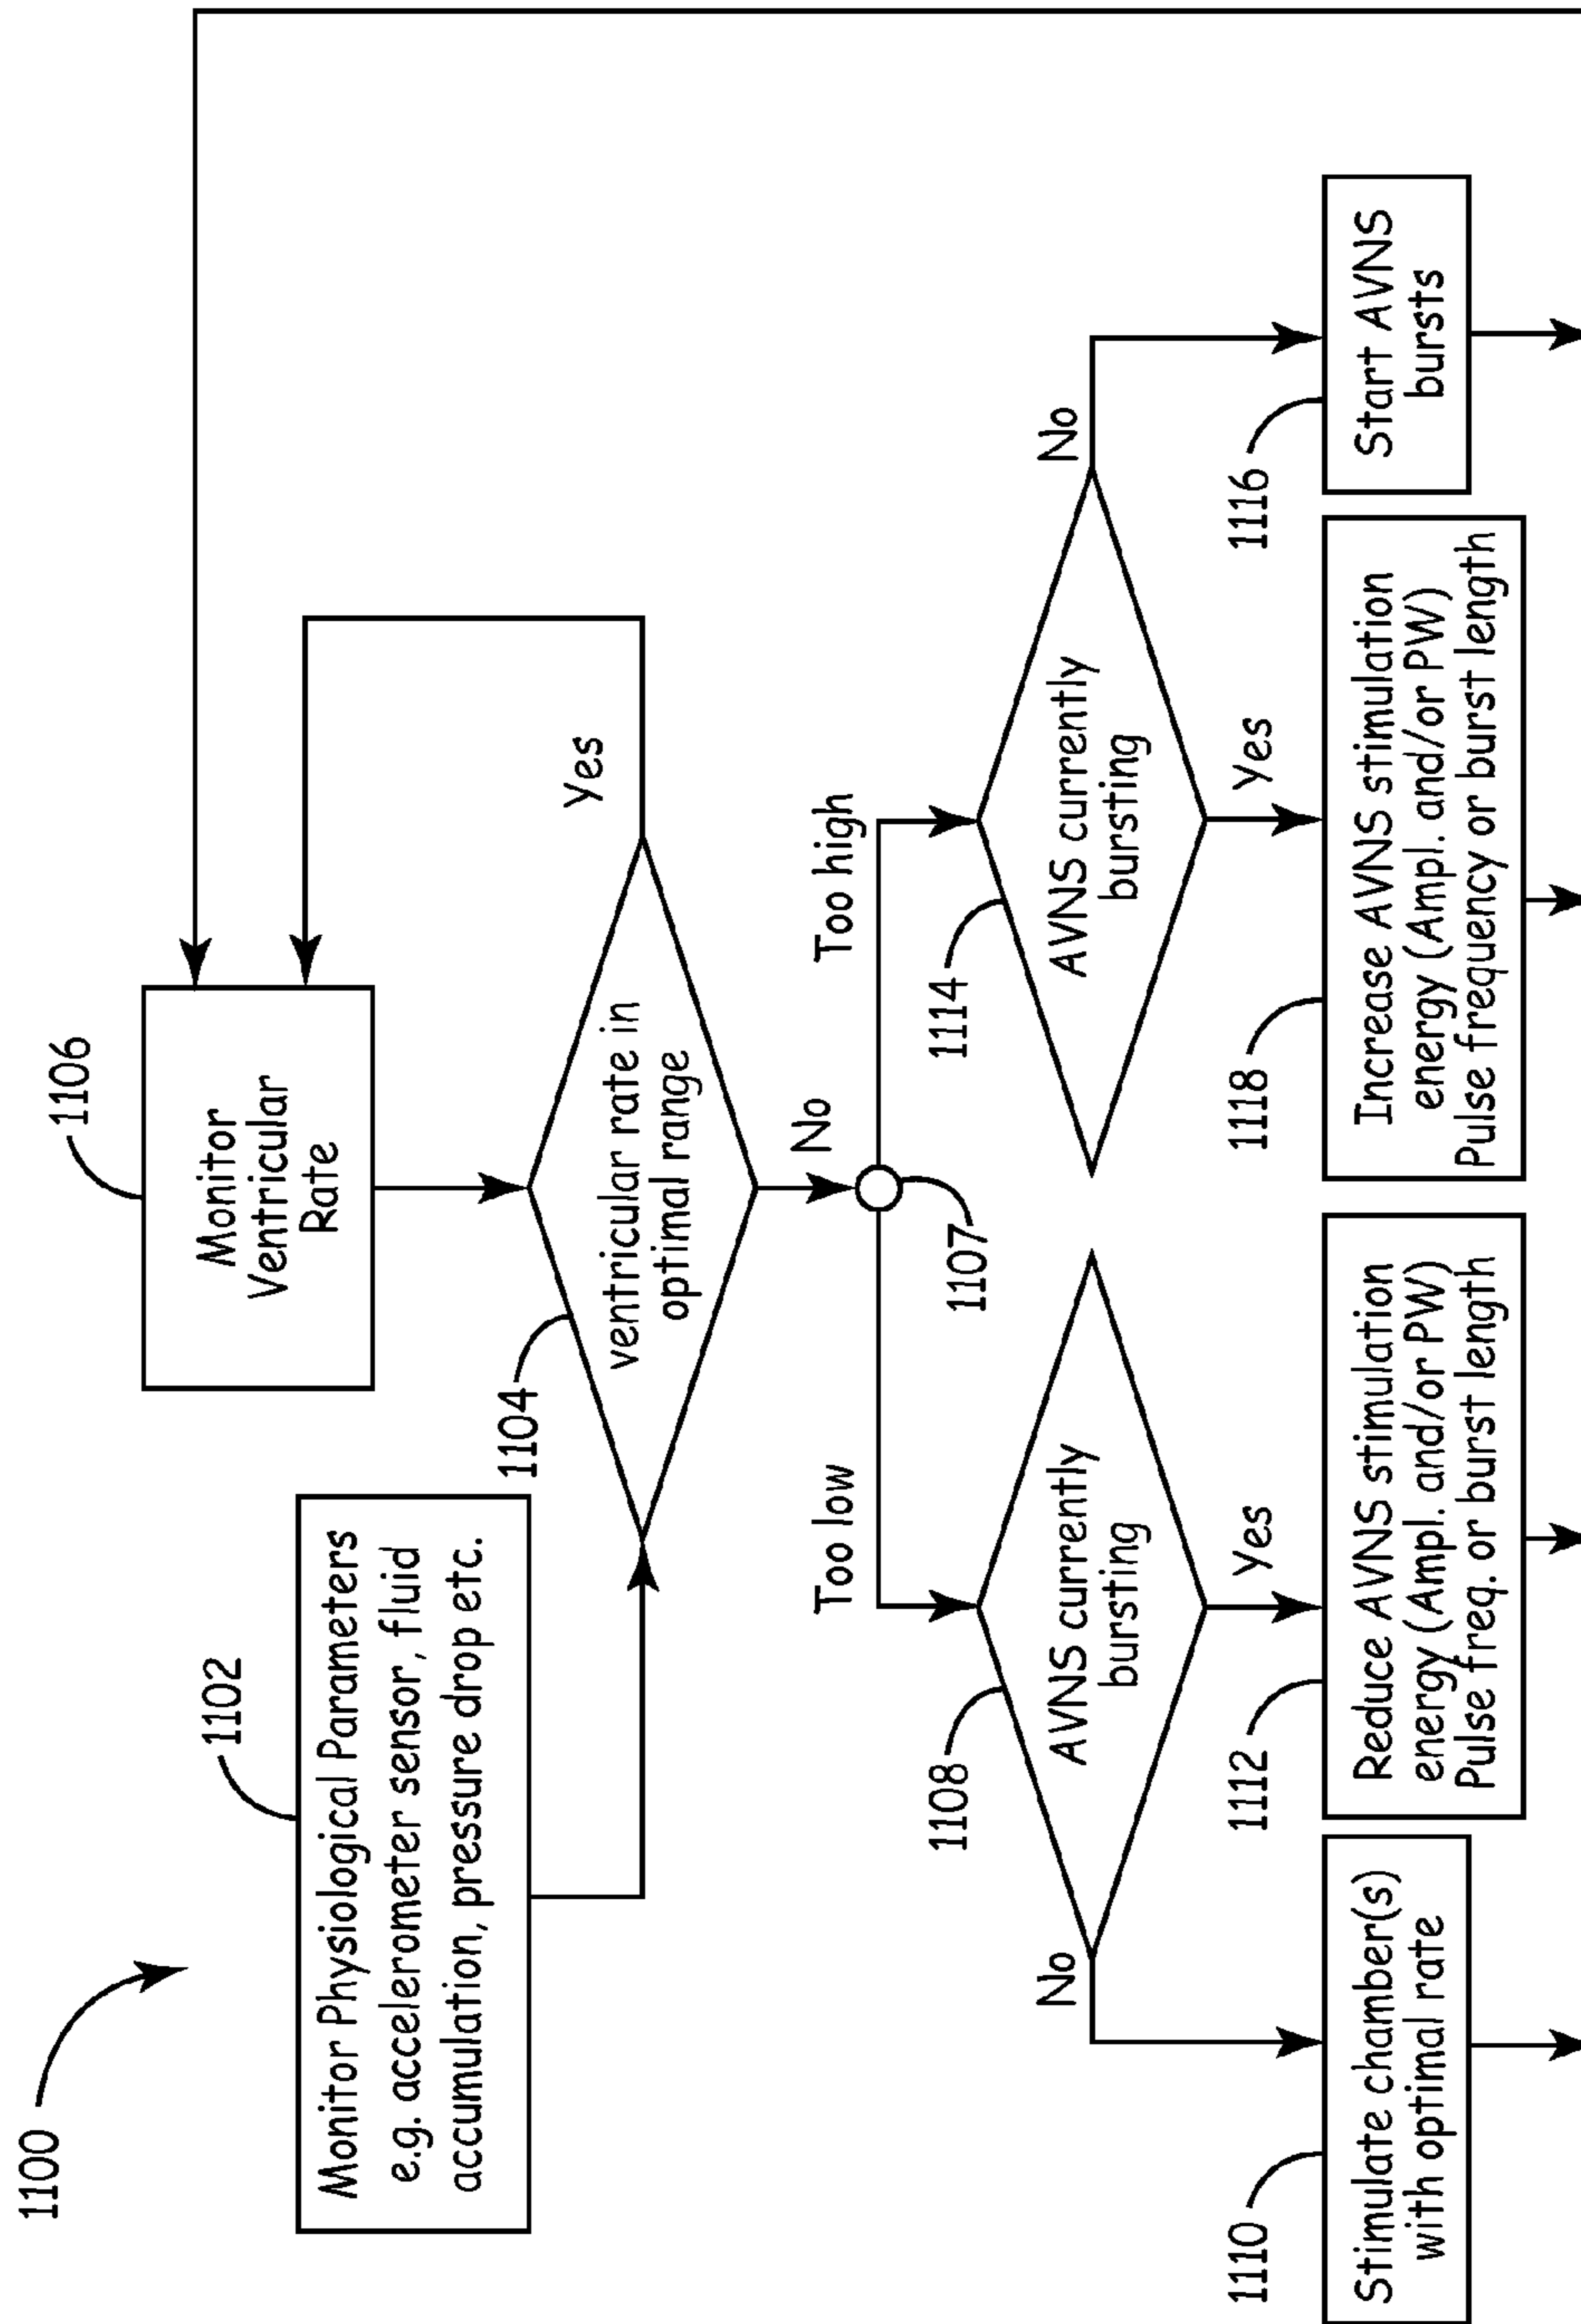 1100
1102
Monitor Physiological Parameters
e.g. accelerometer sensor, fluid
accumulation, pressure drop etc.
1106
Monitor
Ventricular
Rate
1104
ventricular rate in
optimal range
Yes
No
1107
Too low
Too high
1108
AVNS currently
bursting
1114
AVNS currently
bursting
No
Yes
Yes
No
1110
Stimulate chamber(s)
with optimal rate
1112
Reduce AVNS stimulation
energy (Ampl. and/or PW)
Pulse freq. or burst length
1118
Increase AVNS stimulation
energy (Ampl. and/or PW)
Pulse frequency or burst length
1116
Start AVNS
bursts